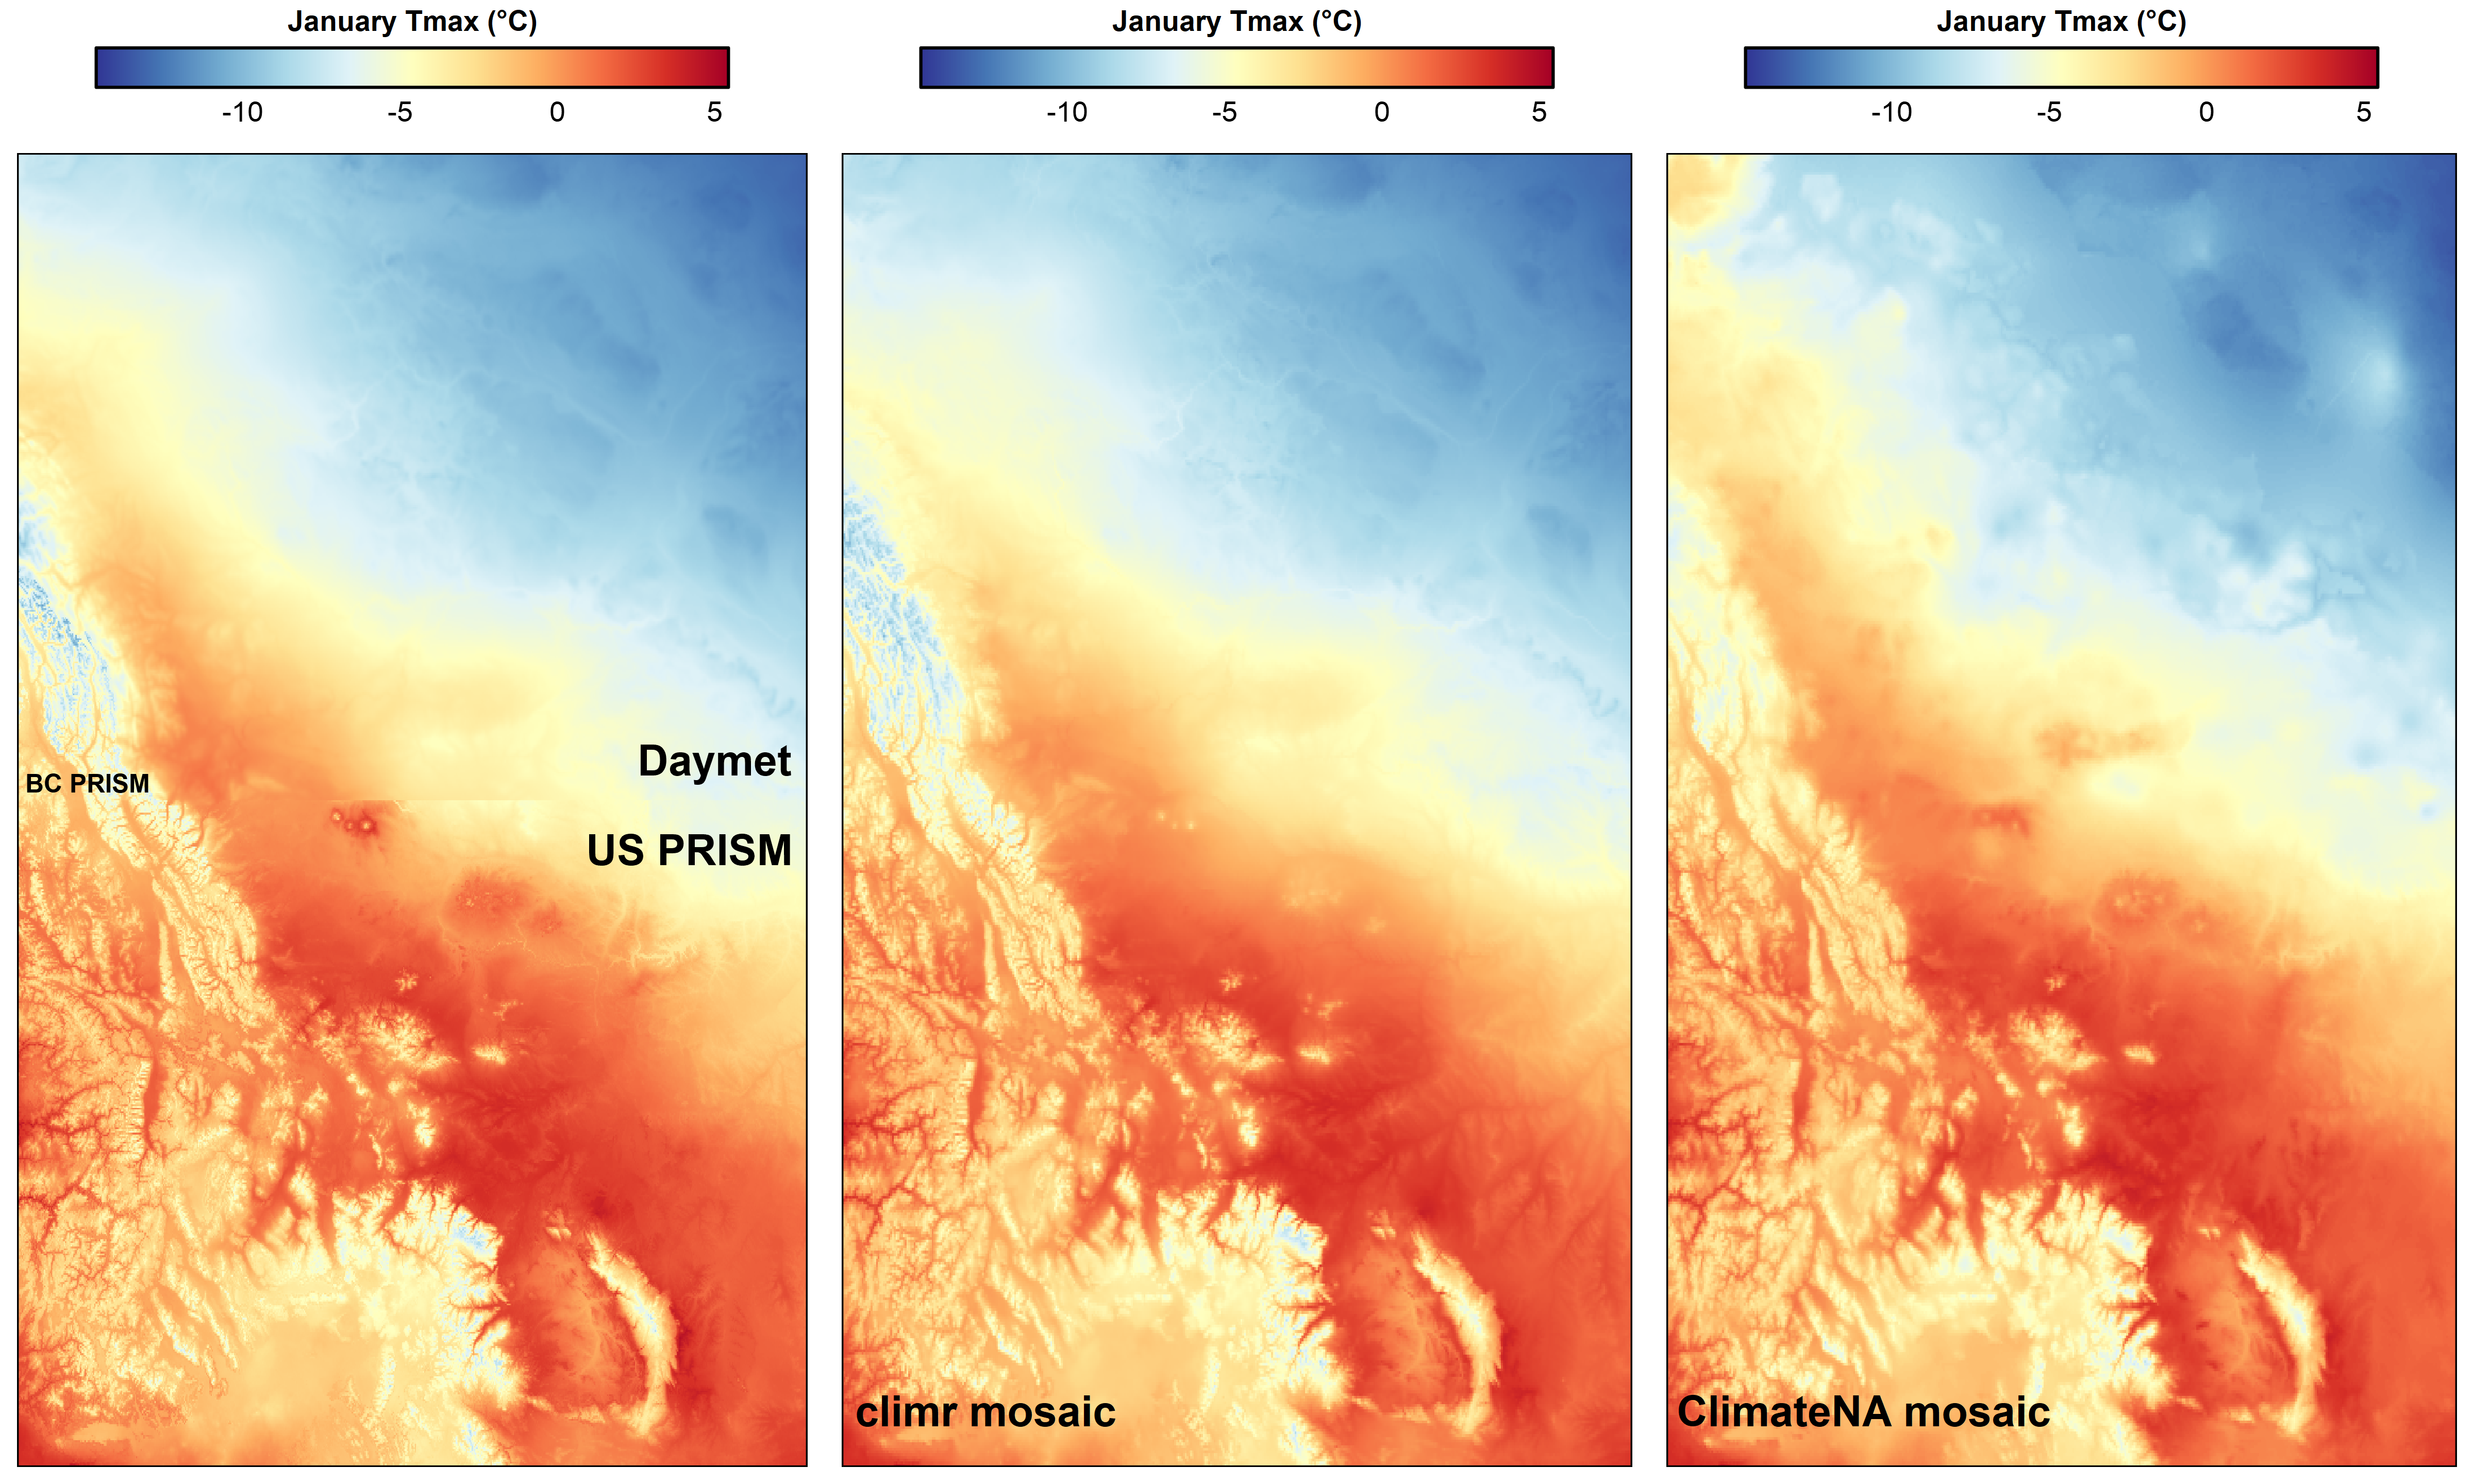 January Tmax (°C)
-10 -5 0 5
BC PRISM
Daymet
US PRISM
January Tmax (°C)
-10 -5 0 5
climr mosaic
January Tmax (°C)
-10 -5 0 5
ClimateNA mosaic